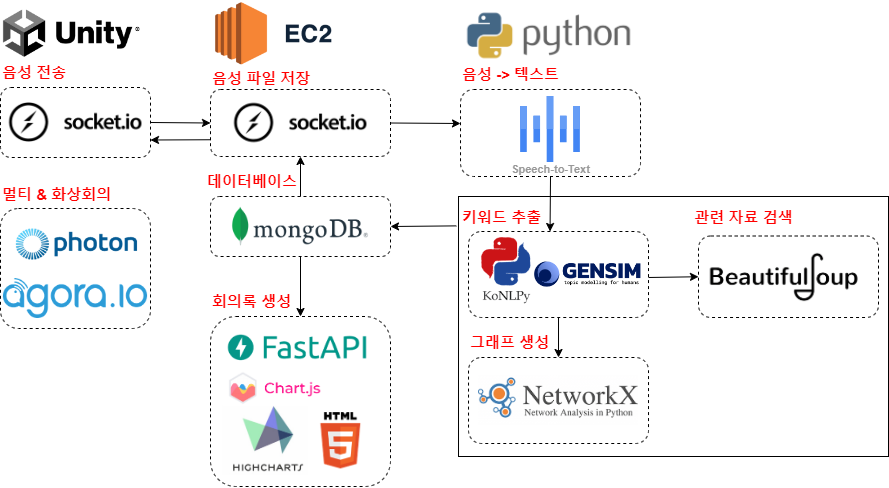 Unity
EC2
python
음성 전송
음성 파일 저장
음성 -> 텍스트
socket.io
socket.io
Speech-to-Text
멀티 & 화상회의
데이터베이스
키워드 추출
관련 자료 검색
photon
agora.io
mongoDB®
KoNLPy
GENSIM
topic modelling for humans
BeautifulSoup
회의록 생성
그래프 생성
FastAPI
Chart.js
HIGHCHARTS
HTML
5
NetworkX
Network Analysis in Python